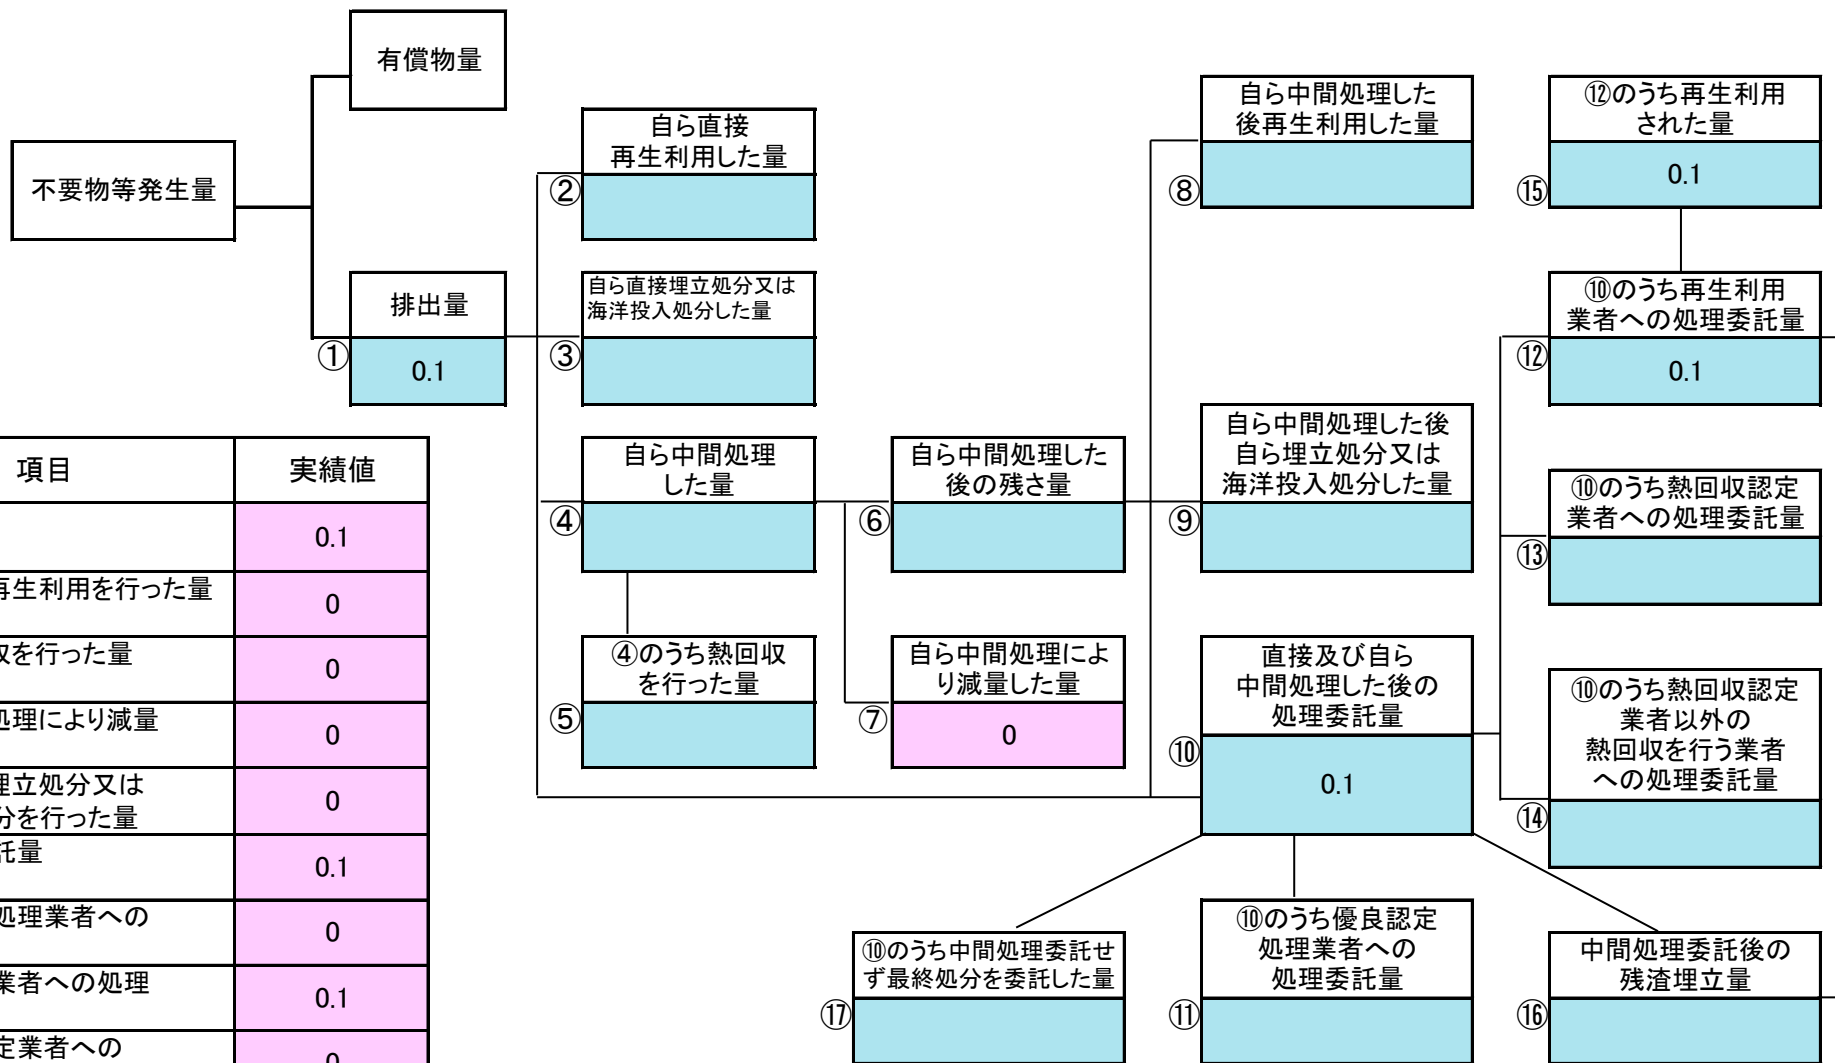 有償物量
不要物等発生量
排出量
①
0.1
自ら直接
再生利用した量
②
自ら直接埋立処分又は
海洋投入処分した量
③
自ら中間処理
した量
④
④のうち熱回収
を行った量
⑤
自ら中間処理した
後の残さ量
⑥
自ら中間処理によ
り減量した量
⑦
0
自ら中間処理した
後再生利用した量
⑧
自ら中間処理した後
自ら埋立処分又は
海洋投入処分した量
⑨
直接及び自ら
中間処理した後の
処理委託量
⑩
0.1
⑫のうち再生利用
された量
⑮
0.1
⑩のうち再生利用
業者への処理委託量
⑫
0.1
⑩のうち熱回収認定
業者への処理委託量
⑬
⑩のうち熱回収認定
業者以外の
熱回収を行う業者
への処理委託量
⑭
⑩のうち中間処理委託せ
ず最終処分を委託した量
⑰
⑩のうち優良認定
処理業者への
処理委託量
⑪
中間処理委託後の
残渣埋立量
⑯
項目 実績値
0.1
再生利用を行った量 0
を行った量 0
処理により減量 0
埋立処分又は
を行った量 0
託量 0.1
処理業者への 0
業者への処理 0.1
定業者への 0